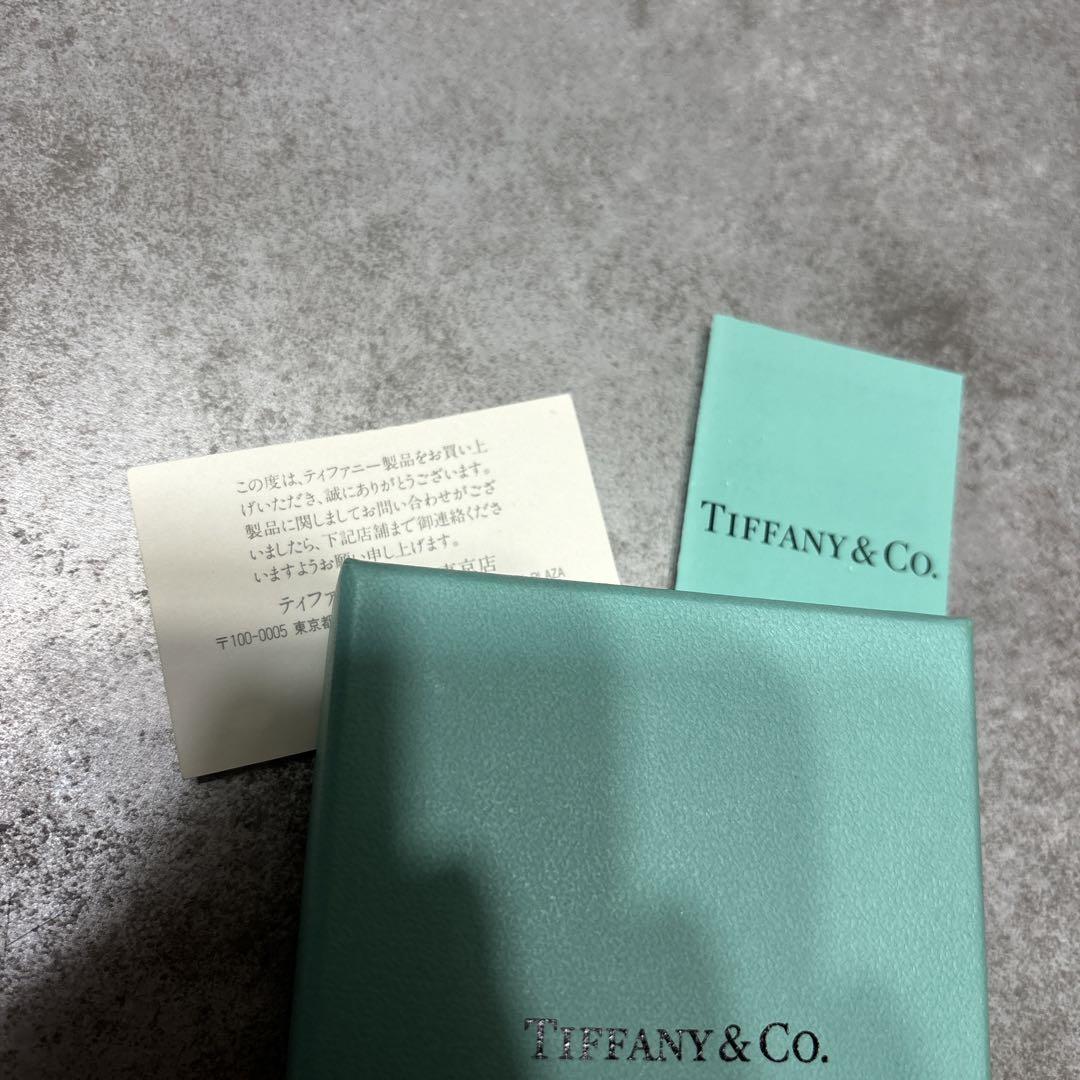 この度は、ティファニー製品をお買い上
げいただき、誠にありがとうございます。
製品に関しましてお問い合わせがござ
いましたら、下記店舗まで御連絡くださ
いますようお願い申し上げます。
ティファ 東京店
PLAZA
〒100-0005 東京都
TIFFANY & CO.
TIFFANY & CO.